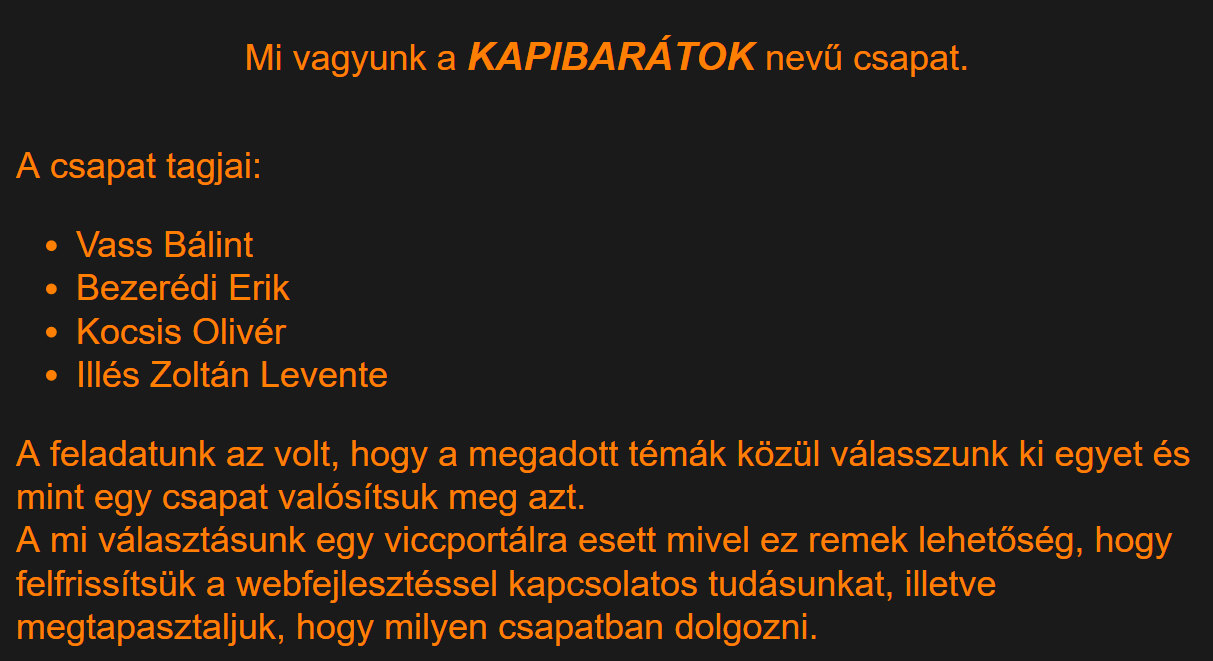 Mi vagyunk a KAPIBARÁTOK nevű csapat.
A csapat tagjai:
• Vass Bálint
• Bezerédi Erik
• Kocsis Olivér
• Illés Zoltán Levente
A feladatunk az volt, hogy a megadott témák közül válasszunk ki egyet és
mint egy csapat valósítsuk meg azt.
A mi választásunk egy viccportálra esett mivel ez remek lehetőség, hogy
felfrissítsük a webfejlesztéssel kapcsolatos tudásunkat, illetve
megtapasztaljuk, hogy milyen csapatban dolgozni.